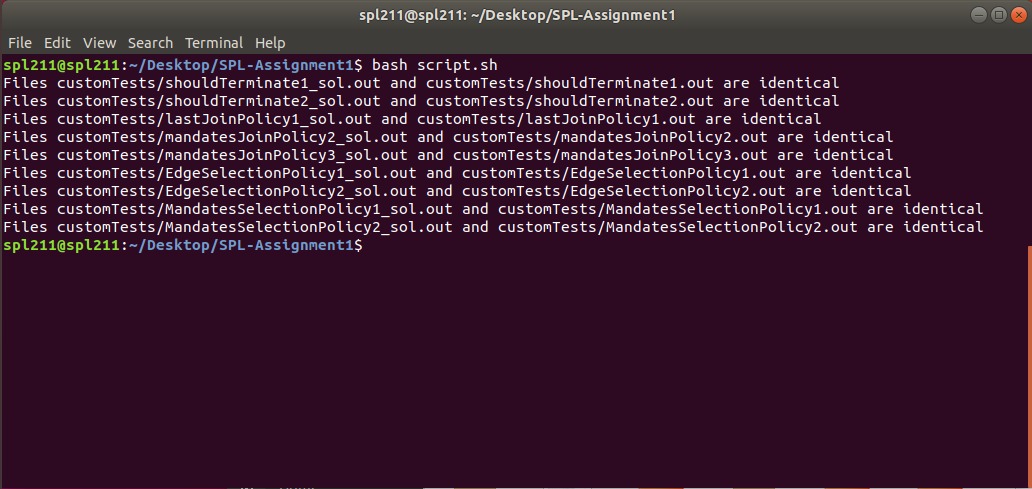 spl211@spl211: ~/Desktop/SPL-Assignment1
File Edit View Search Terminal Help
spl211@spl211:~/Desktop/SPL-Assignment1$ bash script.sh
Files customTests/shouldTerminate1_sol.out and customTests/shouldTerminate1.out are identical
Files customTests/shouldTerminate2_sol.out and customTests/shouldTerminate2.out are identical
Files customTests/lastJoinPolicy1_sol.out and customTests/lastJoinPolicy1.out are identical
Files customTests/mandatesJoinPolicy2_sol.out and customTests/mandatesJoinPolicy2.out are identical
Files customTests/mandatesJoinPolicy3_sol.out and customTests/mandatesJoinPolicy3.out are identical
Files customTests/EdgeSelectionPolicy1_sol.out and customTests/EdgeSelectionPolicy1.out are identical
Files customTests/EdgeSelectionPolicy2_sol.out and customTests/EdgeSelectionPolicy2.out are identical
Files customTests/MandatesSelectionPolicy1_sol.out and customTests/MandatesSelectionPolicy1.out are identical
Files customTests/MandatesSelectionPolicy2_sol.out and customTests/MandatesSelectionPolicy2.out are identical
spl211@spl211:~/Desktop/SPL-Assignment1$